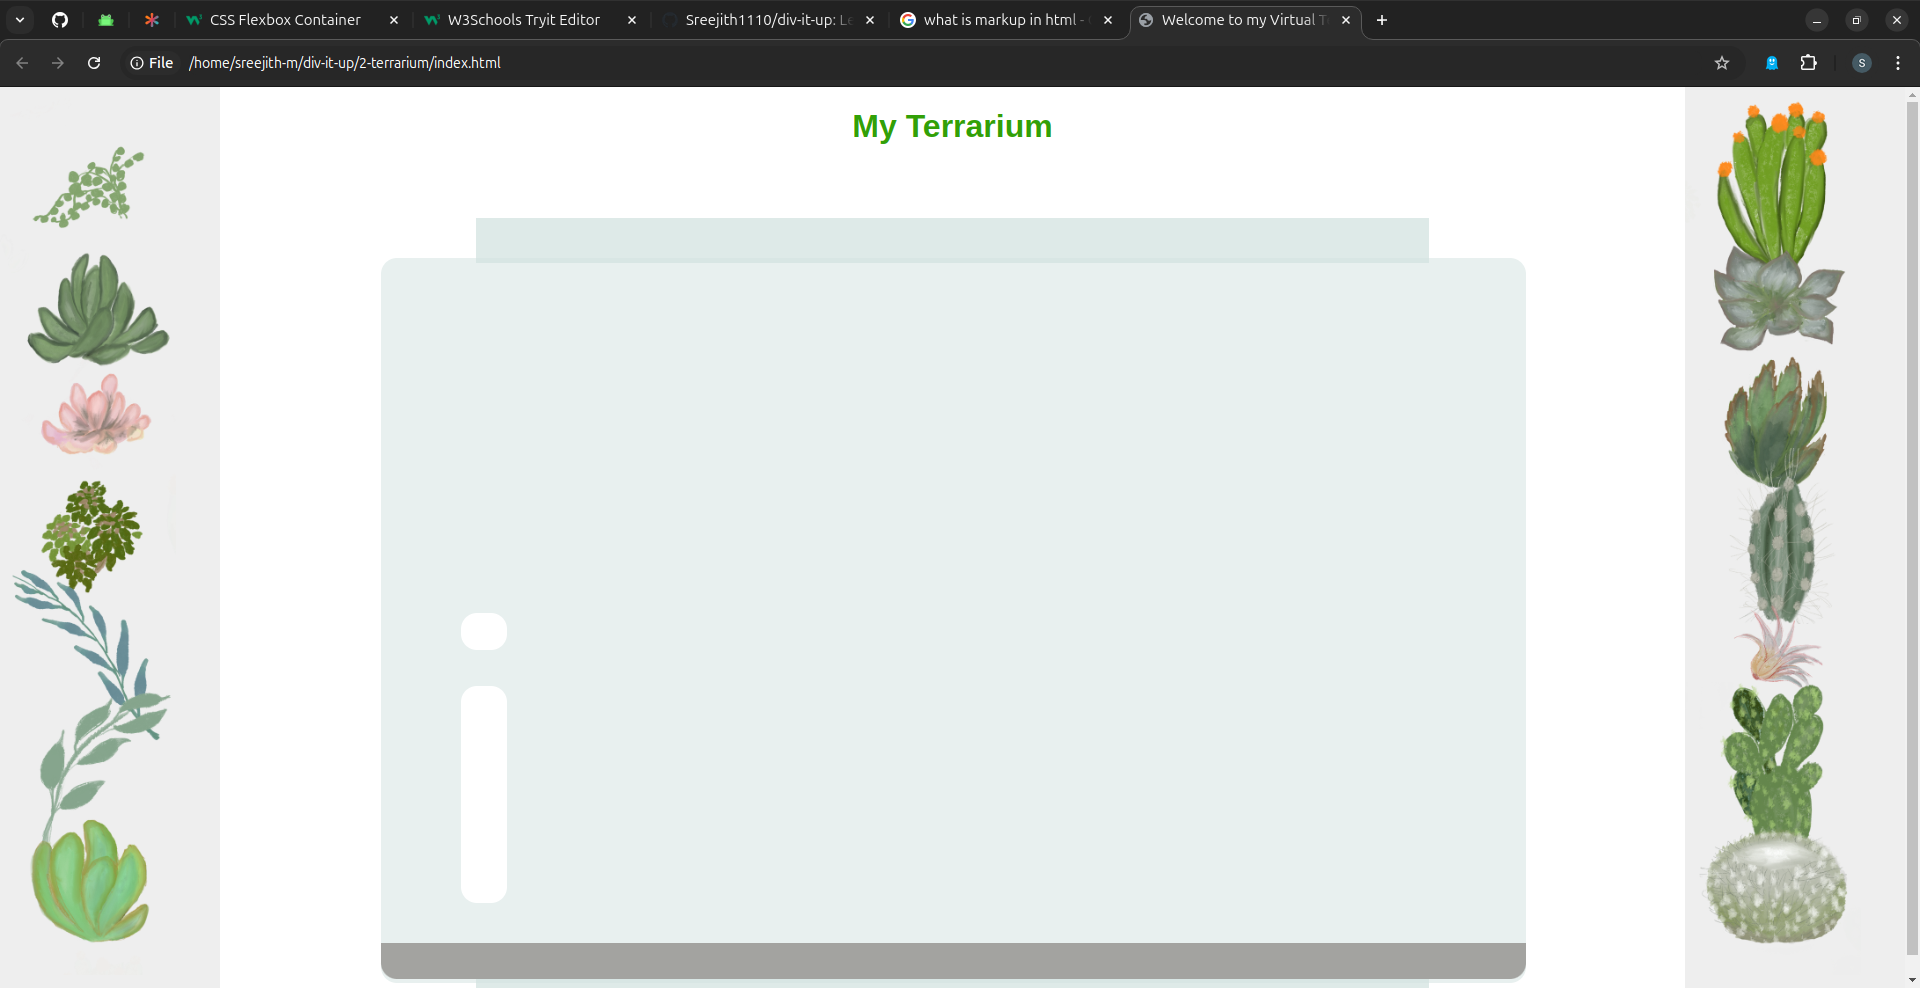 CSS Flexbox Container
W3Schools Tryit Editor
Sreejith1110/div-it-up: Le
what is markup in html -
Welcome to my Virtual T
File
/home/sreejith-m/div-it-up/2-terrarium/index.html
S
My Terrarium